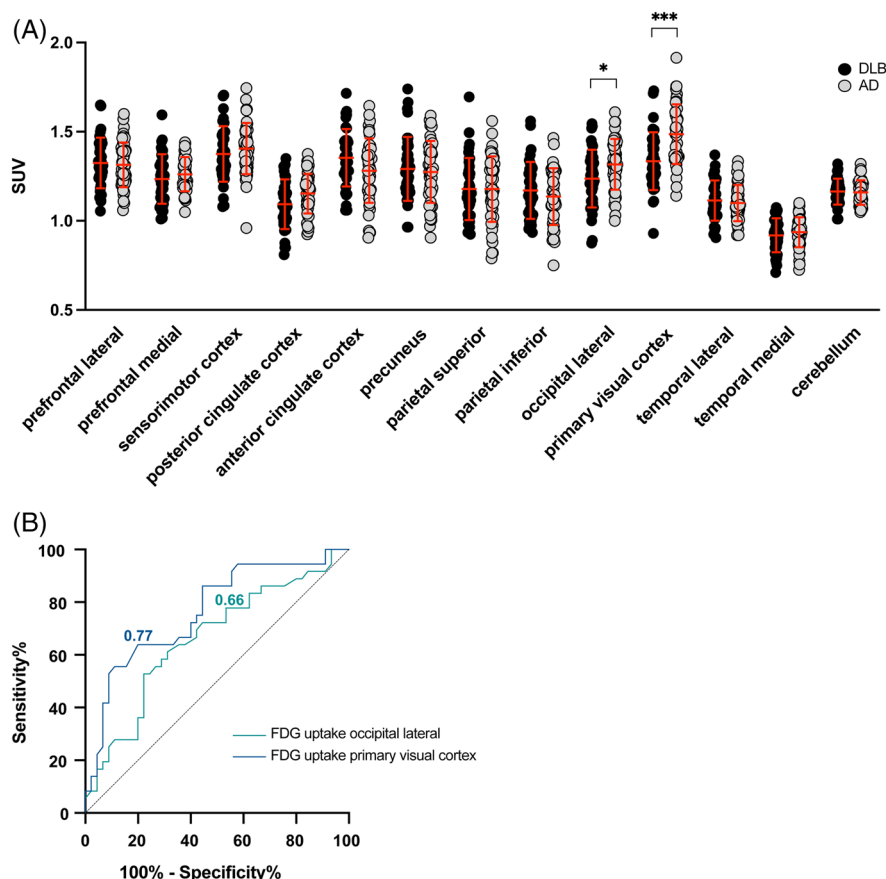 (A)
***
*
DLB
AD
2.0
1.5
1.0
0.5
SUV
prefrontal lateral
prefrontal medial
sensorimotor cortex
posterior cingulate cortex
anterior cingulate cortex
precuneus
parietal superior
parietal inferior
occipital lateral
primary visual cortex
temporal lateral
temporal medial
cerebellum
(B)
100
80
60
40
20
0
Sensitivity%
0.77
0.66
FDG uptake occipital lateral
FDG uptake primary visual cortex
0 20 40 60 80 100
100% - Specificity%